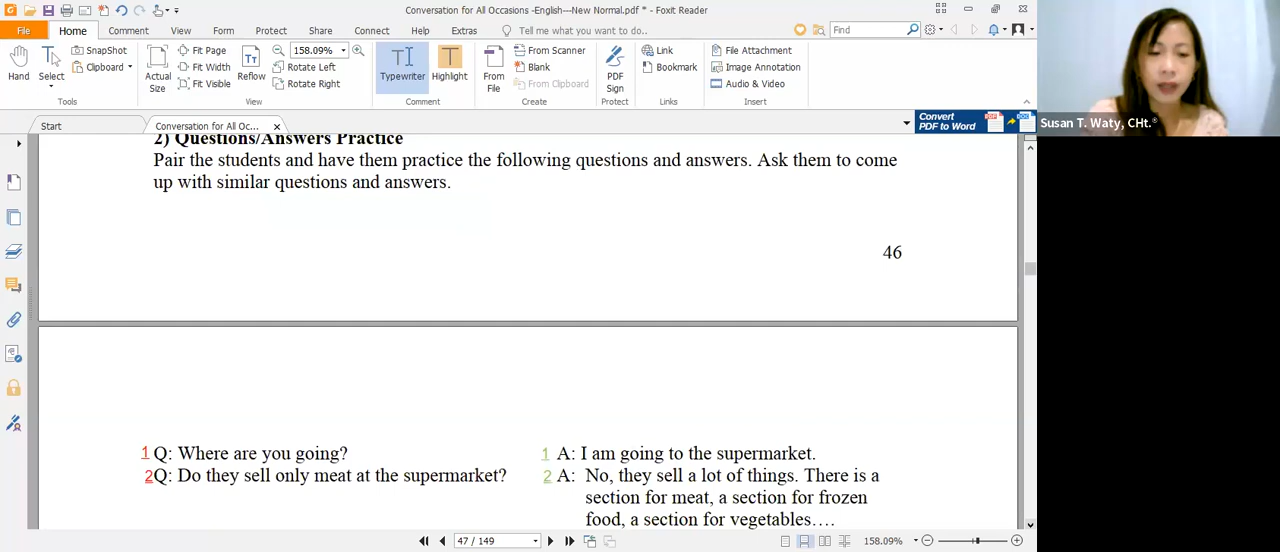 Conversation for All Occasions -English---New Normal.pdf * - Foxit Reader
File Home Comment View Form Protect Share Connect Help Extras Tell me what you want to do.. Find
Hand Select SnapShot Clipboard Actual Size Reflow Fit Page Fit Width Fit Visible 158.09% Rotate Left Rotate Right Typewriter Highlight From File From Scanner Blank From Clipboard PDF Sign Link Bookmark File Attachment Image Annotation Audio & Video
Tools View Comment Create Protect Links Insert
Start Conversation for All Oc... Convert PDF to Word
Susan T. Waty, CHt.®
2) Questions/Answers Practice
Pair the students and have them practice the following questions and answers. Ask them to come
up with similar questions and answers.
46
1 Q: Where are you going? 1 A: I am going to the supermarket.
2Q: Do they sell only meat at the supermarket? 2 A: No, they sell a lot of things. There is a
section for meat, a section for frozen
food, a section for vegetables….
47 / 149 158.09%